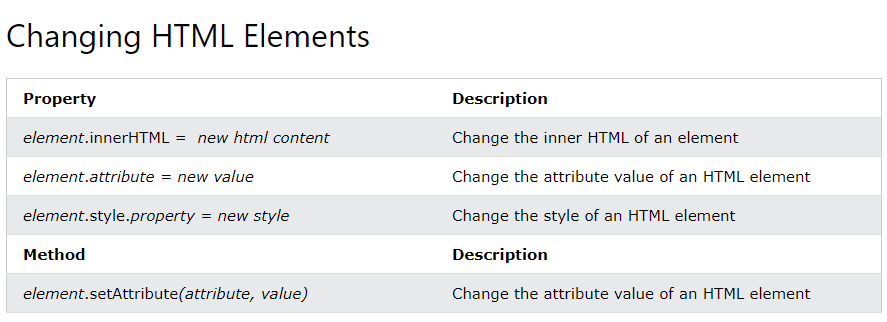 Changing HTML Elements
Property Description
element.innerHTML = new html content Change the inner HTML of an element
element.attribute = new value Change the attribute value of an HTML element
element.style.property = new style Change the style of an HTML element
Method Description
element.setAttribute(attribute, value) Change the attribute value of an HTML element